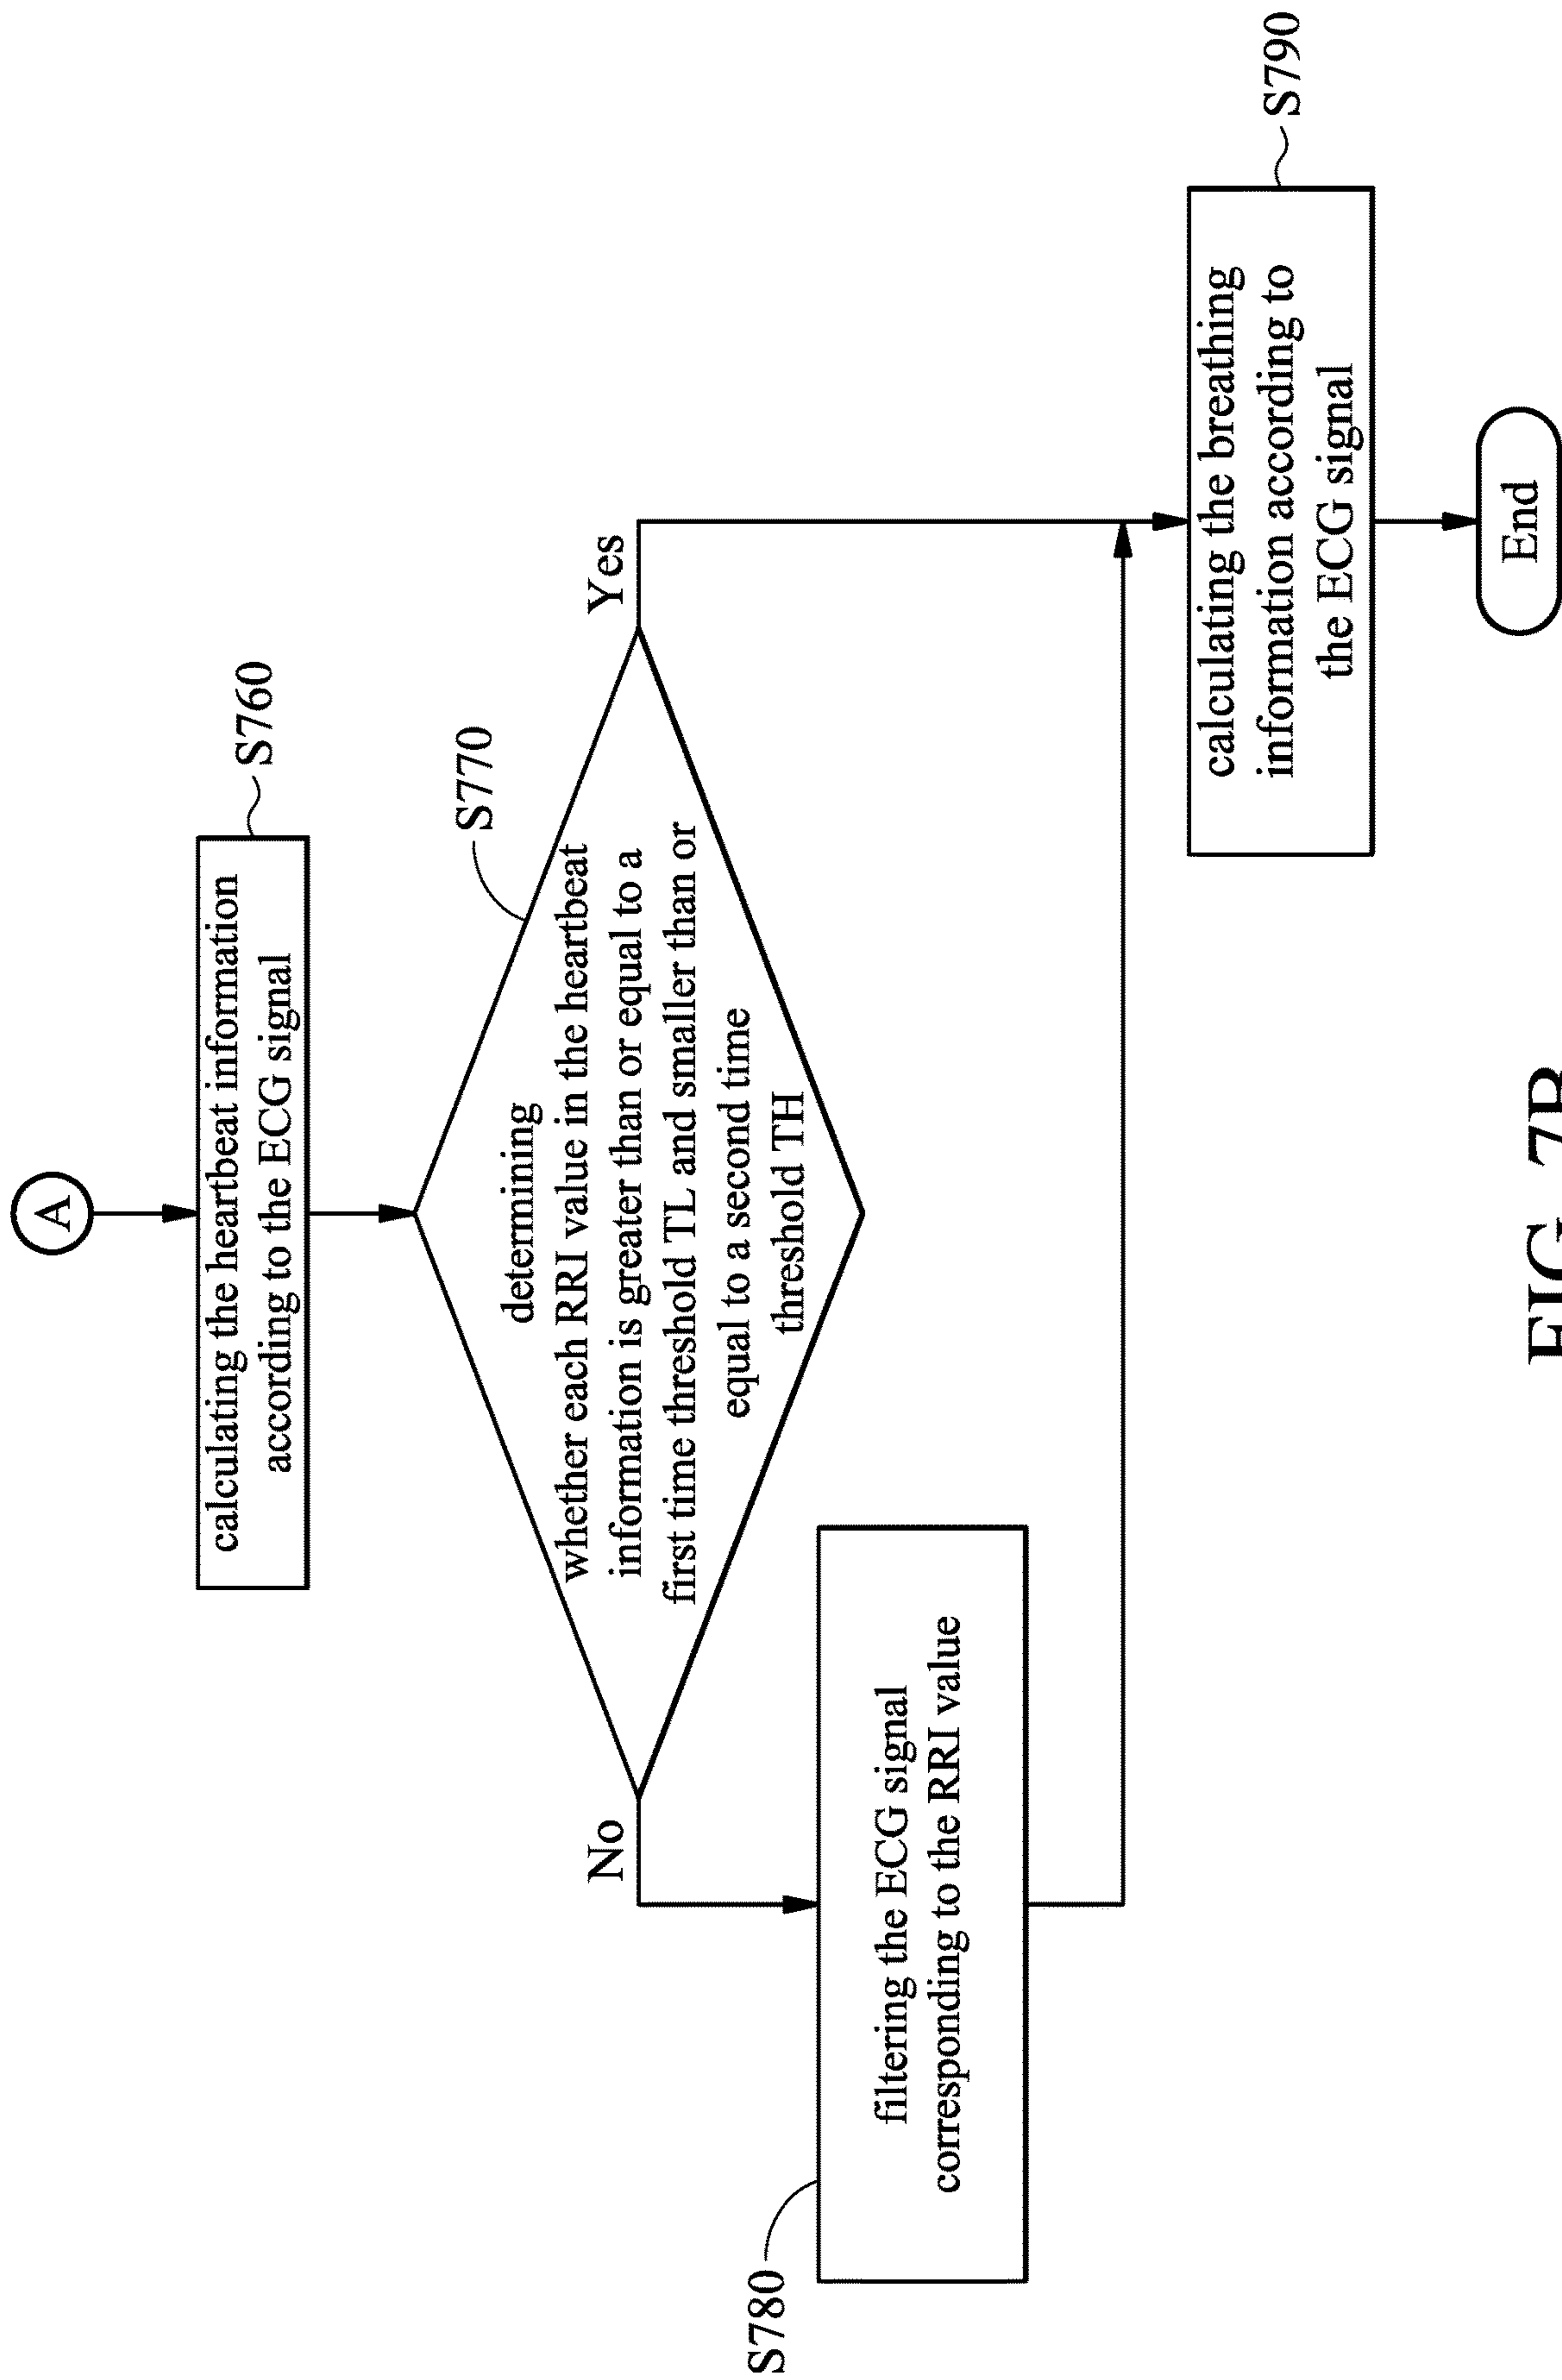 A
calculating the heartbeat information
according to the ECG signal
S760
S770
determining
whether each RRI value in the heartbeat
information is greater than or equal to a
first time threshold TL and smaller than or
equal to a second time
threshold TH
No
Yes
S780
filtering the ECG signal
corresponding to the RRI value
S790
calculating the breathing
information according to
the ECG signal
End
FIG. 7B